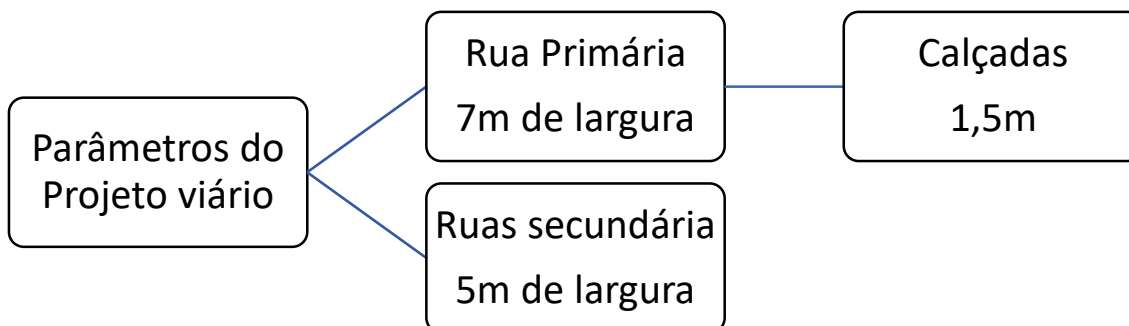 Parâmetros do
Projeto viário
Rua Primária
7m de largura
Calçadas
1,5m
Ruas secundária
5m de largura